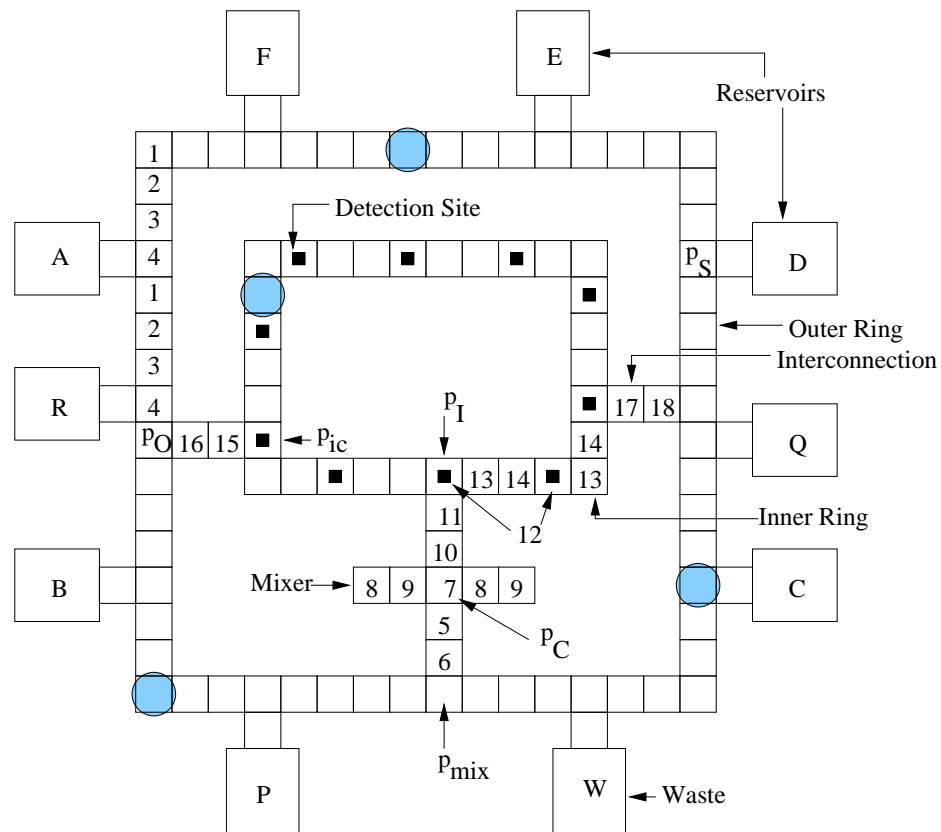 F
E
Reservoirs
1
2
Detection Site
3
A
4
p_S
D
1
2
Outer Ring
3
Interconnection
R
4
p_I
17 18
p_O 16 15
p_ic
14
Q
13 14
13
11
12
Inner Ring
10
B
Mixer
8 9 7 8 9
C
5
p_C
6
p_mix
P
W
Waste